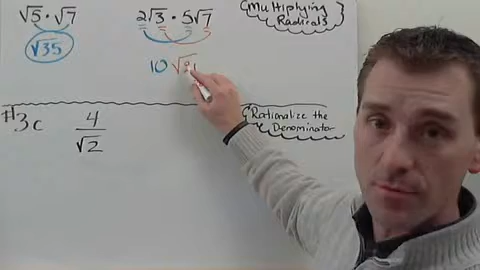 √5 · √7
√35
2√3 · 5√7
10√21
Multiplying
Radicals
#3c
4/√2
Rationalize the
Denominator